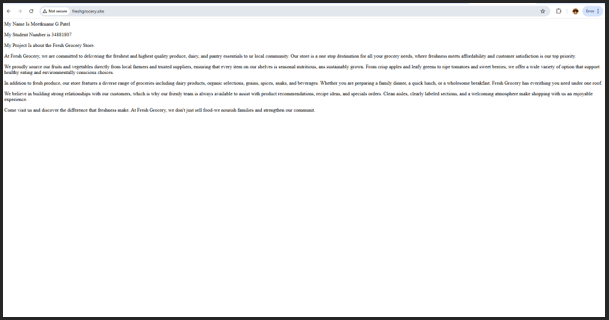 Not secure freshgrocery.site
Error
My Name Is Meetkumar G Patel
My Student Number is 34881807
My Project Is about the Fresh Grocery Store.
At Fresh Grocery, we are committed to delivering the freshest and highest quality produce, dairy, and pantry essentials to ur local community. Our store is a one stop destination for all your grocery needs, where freshness meets affordability and customer satisfaction is our top priority.
We proudly source our fruits and vegetables directly from local farmers and trusted suppliers, ensuring that every item on our shelves is seasonal nutritious, ans sustainably grown. From crisp apples and leafy greens to ripe tomatoes and sweet berries, we offer a wide variety of option that support
healthy eating and environmentally conscious choices.
In addition to fresh produce, our store features a diverse range of groceries including dairy products, organic selections, grains, spices, snaks, and beverages. Whether you are preparing a family dinner, a quick lunch, or a wholesome breakfast. Fresh Grocery has everything you need under one roof.
We believe in building strong relationships with our customers, which is why our friendly team is always available to assist with product recommendations, recipe ideas, and specials orders. Clean aisles, clearly labeled sections, and a welcoming atmosphere make shopping with us an enjoyable
experience.
Come visit us and discover the difference that freshness make. At Fresh Grocery, we don't just sell food-we nourish families and strengthen our communit.